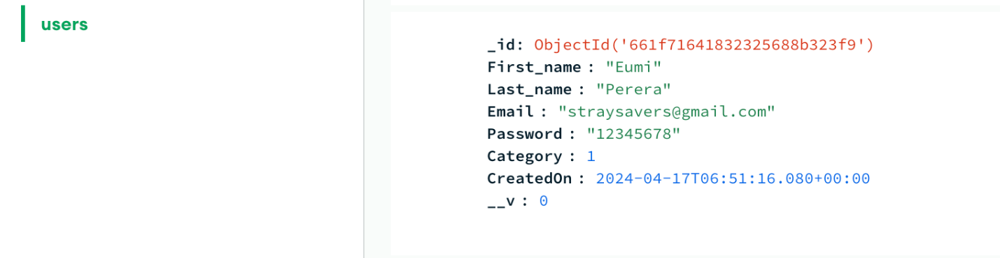 users
_id: ObjectId('661f71641832325688b323f9')
First_name : "Eumi"
Last_name : "Perera"
Email : "straysavers@gmail.com"
Password : "12345678"
Category : 1
CreatedOn : 2024-04-17T06:51:16.080+00:00
__v : 0